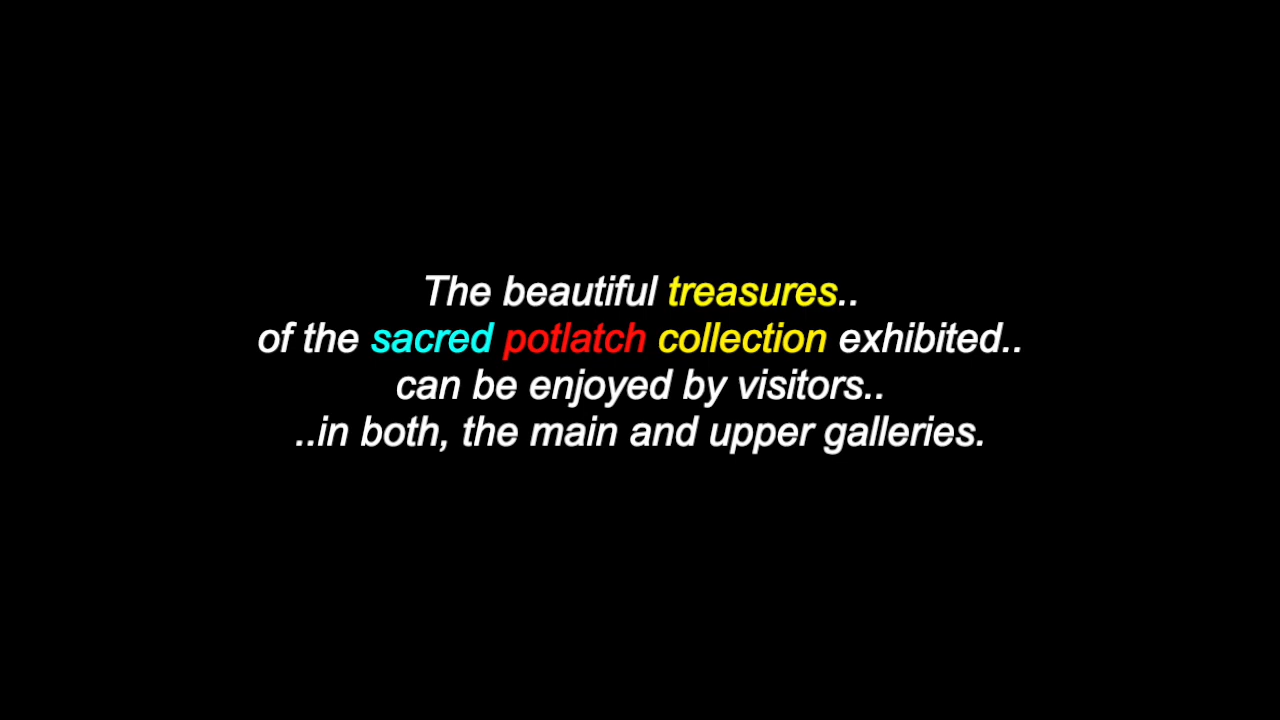 The beautiful treasures..
of the sacred potlatch collection exhibited..
can be enjoyed by visitors..
..in both, the main and upper galleries.